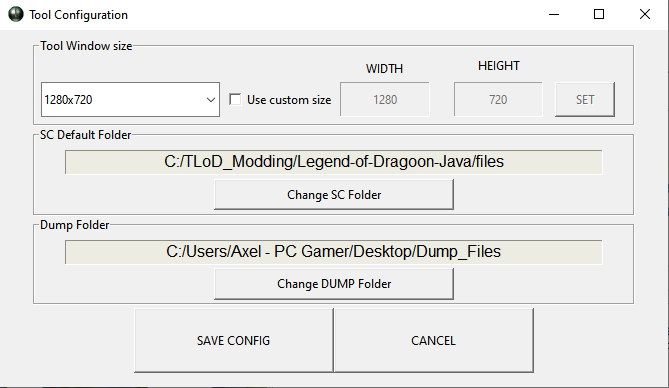 Tool Configuration
Tool Window size
WIDTH
HEIGHT
1280x720
Use custom size
1280
720
SET
SC Default Folder
C:/TLoD_Modding/Legend-of-Dragoon-Java/files
Change SC Folder
Dump Folder
C:/Users/Axel - PC Gamer/Desktop/Dump_Files
Change DUMP Folder
SAVE CONFIG
CANCEL